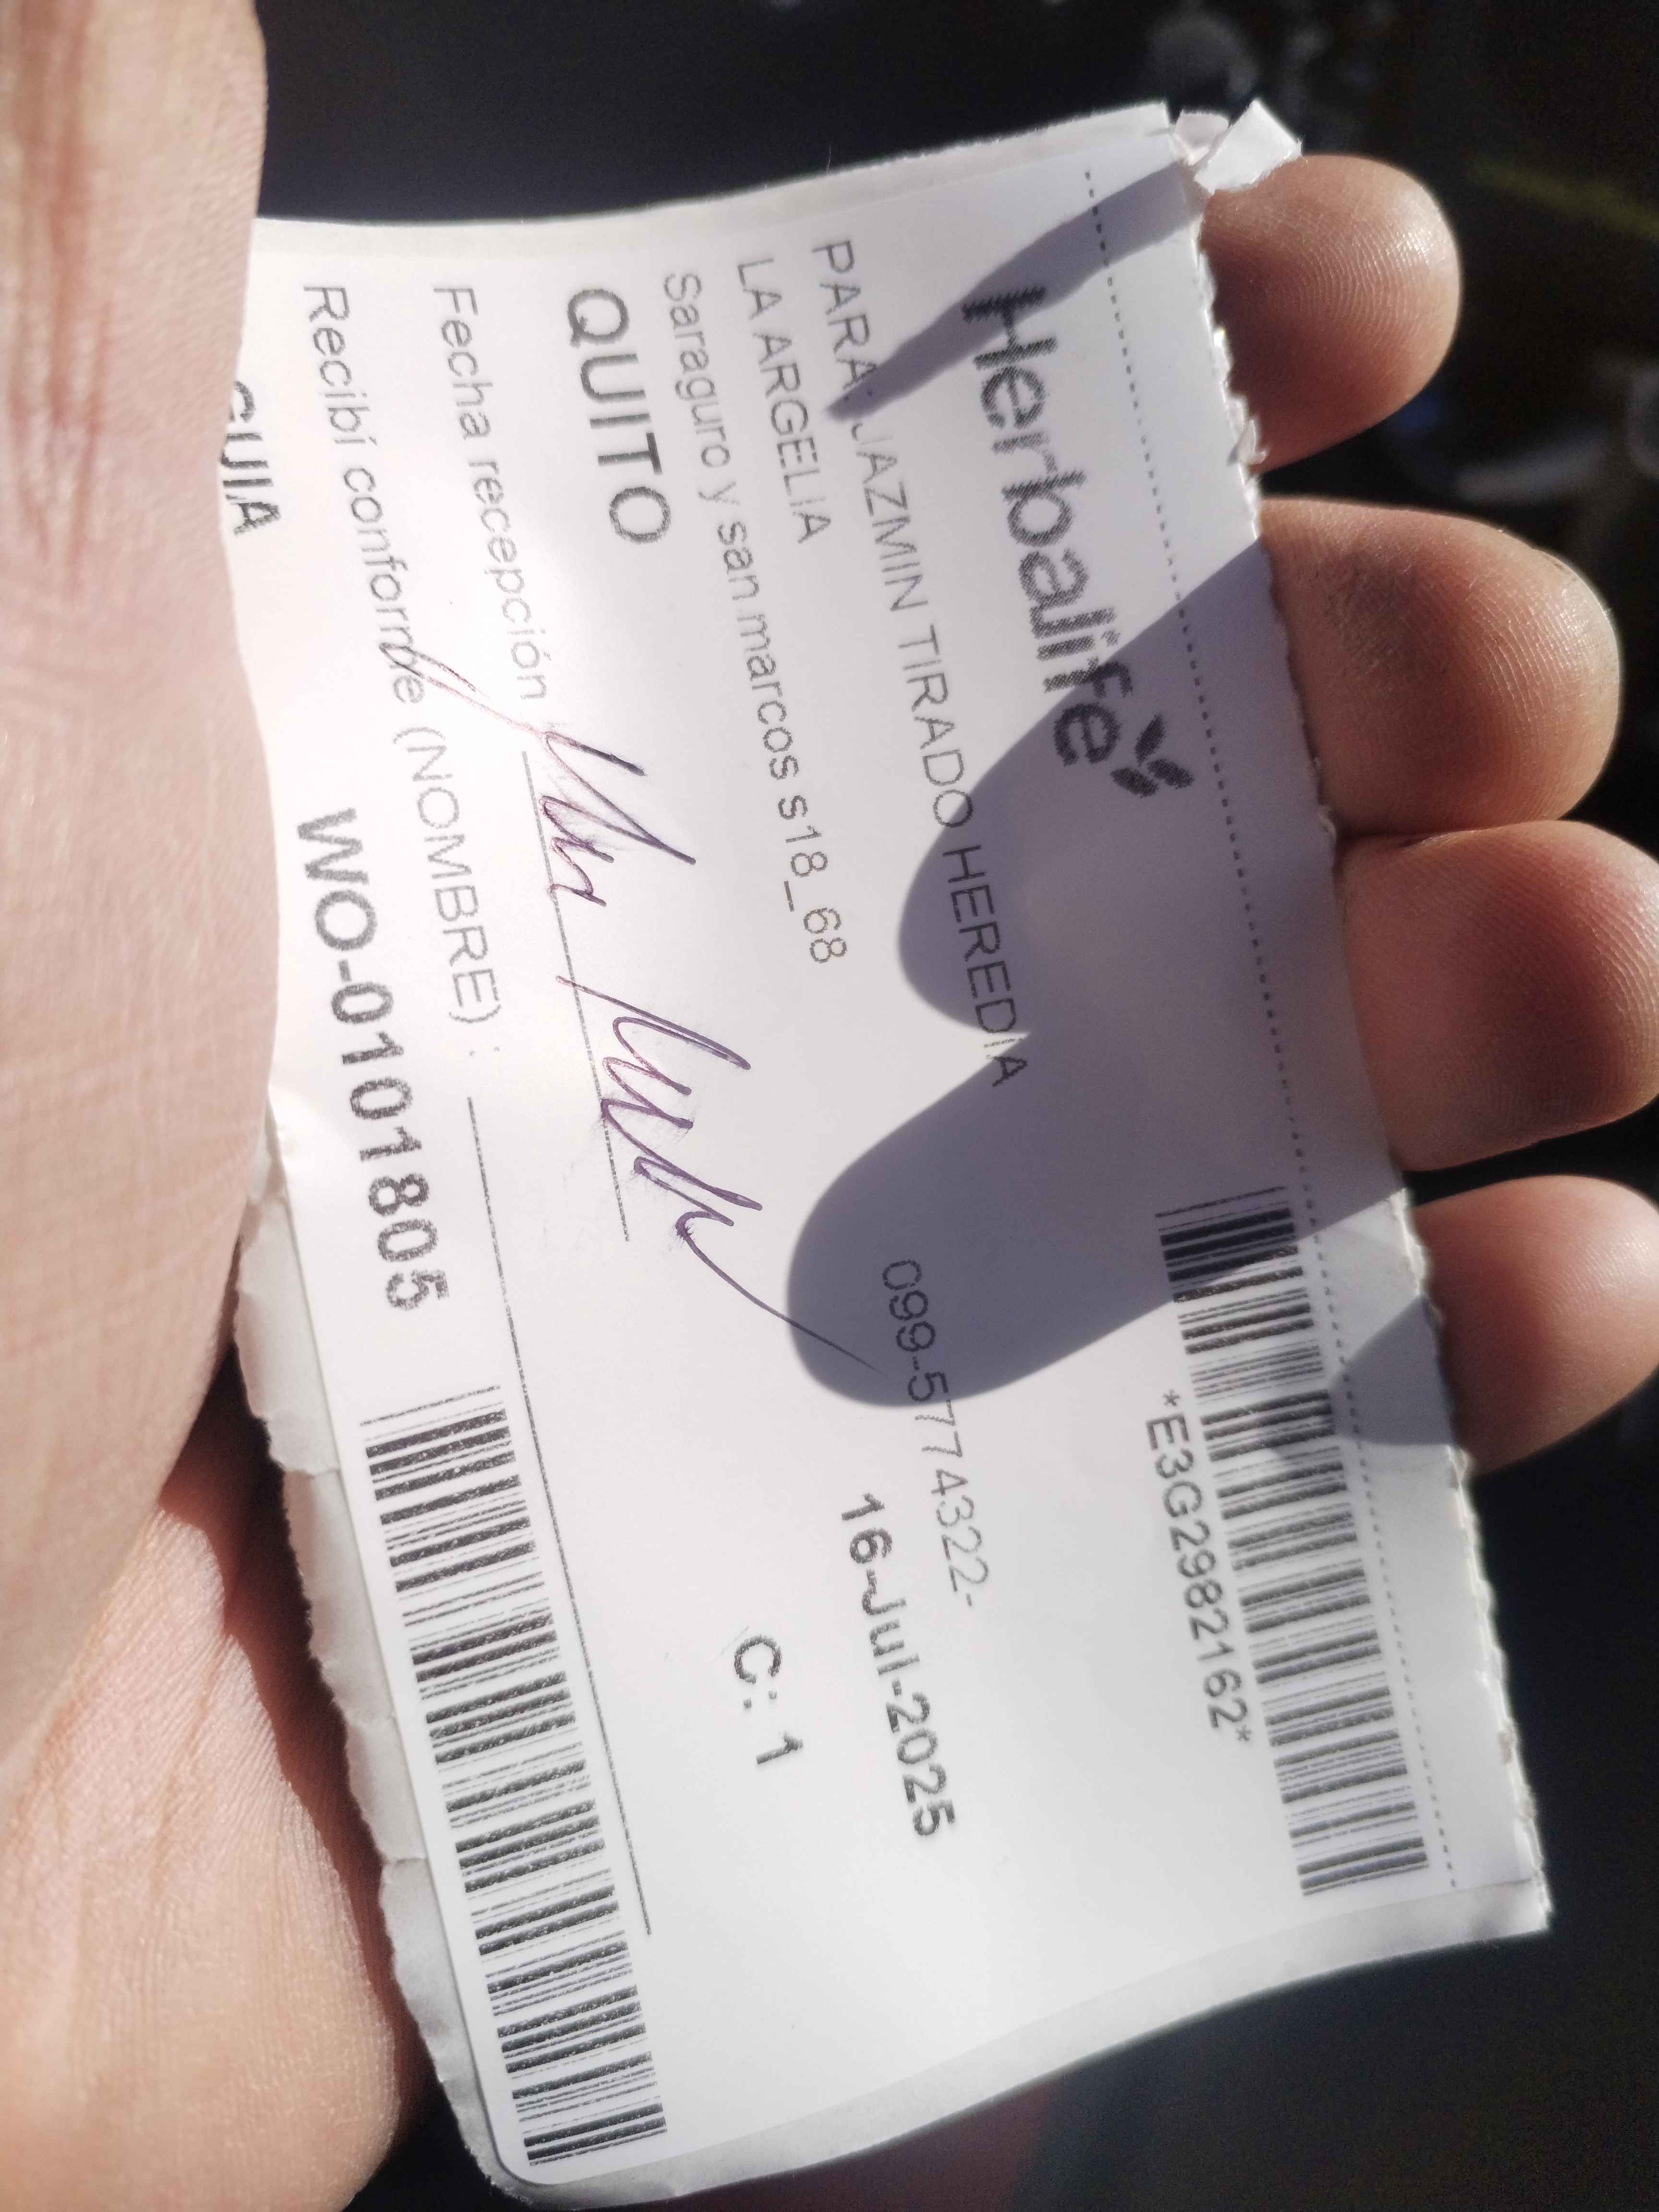 Herbalife
*E3G2982162*
PARA: JAZMIN TIRADO HEREDIA 099-5774322-
LA ARGELIA 16-Jul-2025
Saraguro y san marcos s18_68
QUITO C: 1
Fecha recepción
Recibí conforme (NOMBRE) :
GUIA WO-0101805